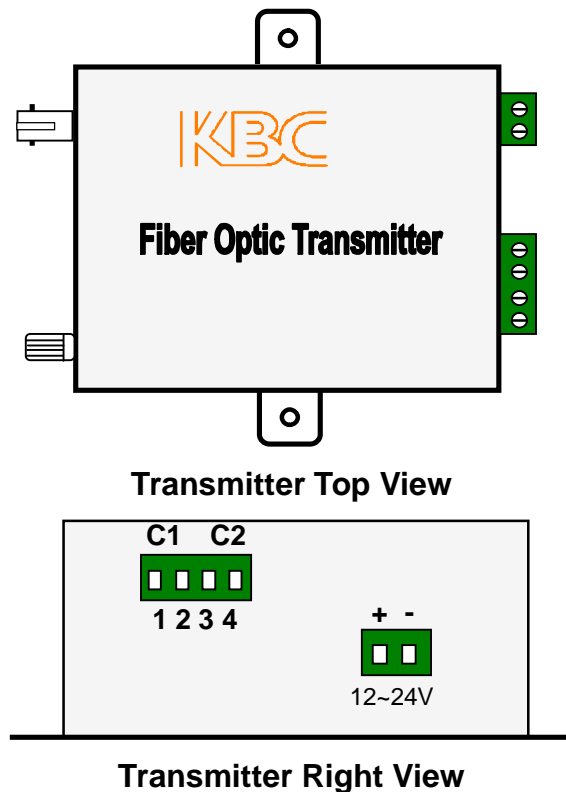 KBC
Fiber Optic Transmitter
Transmitter Top View
C1 C2
1 2 3 4
+ -
12~24V
Transmitter Right View